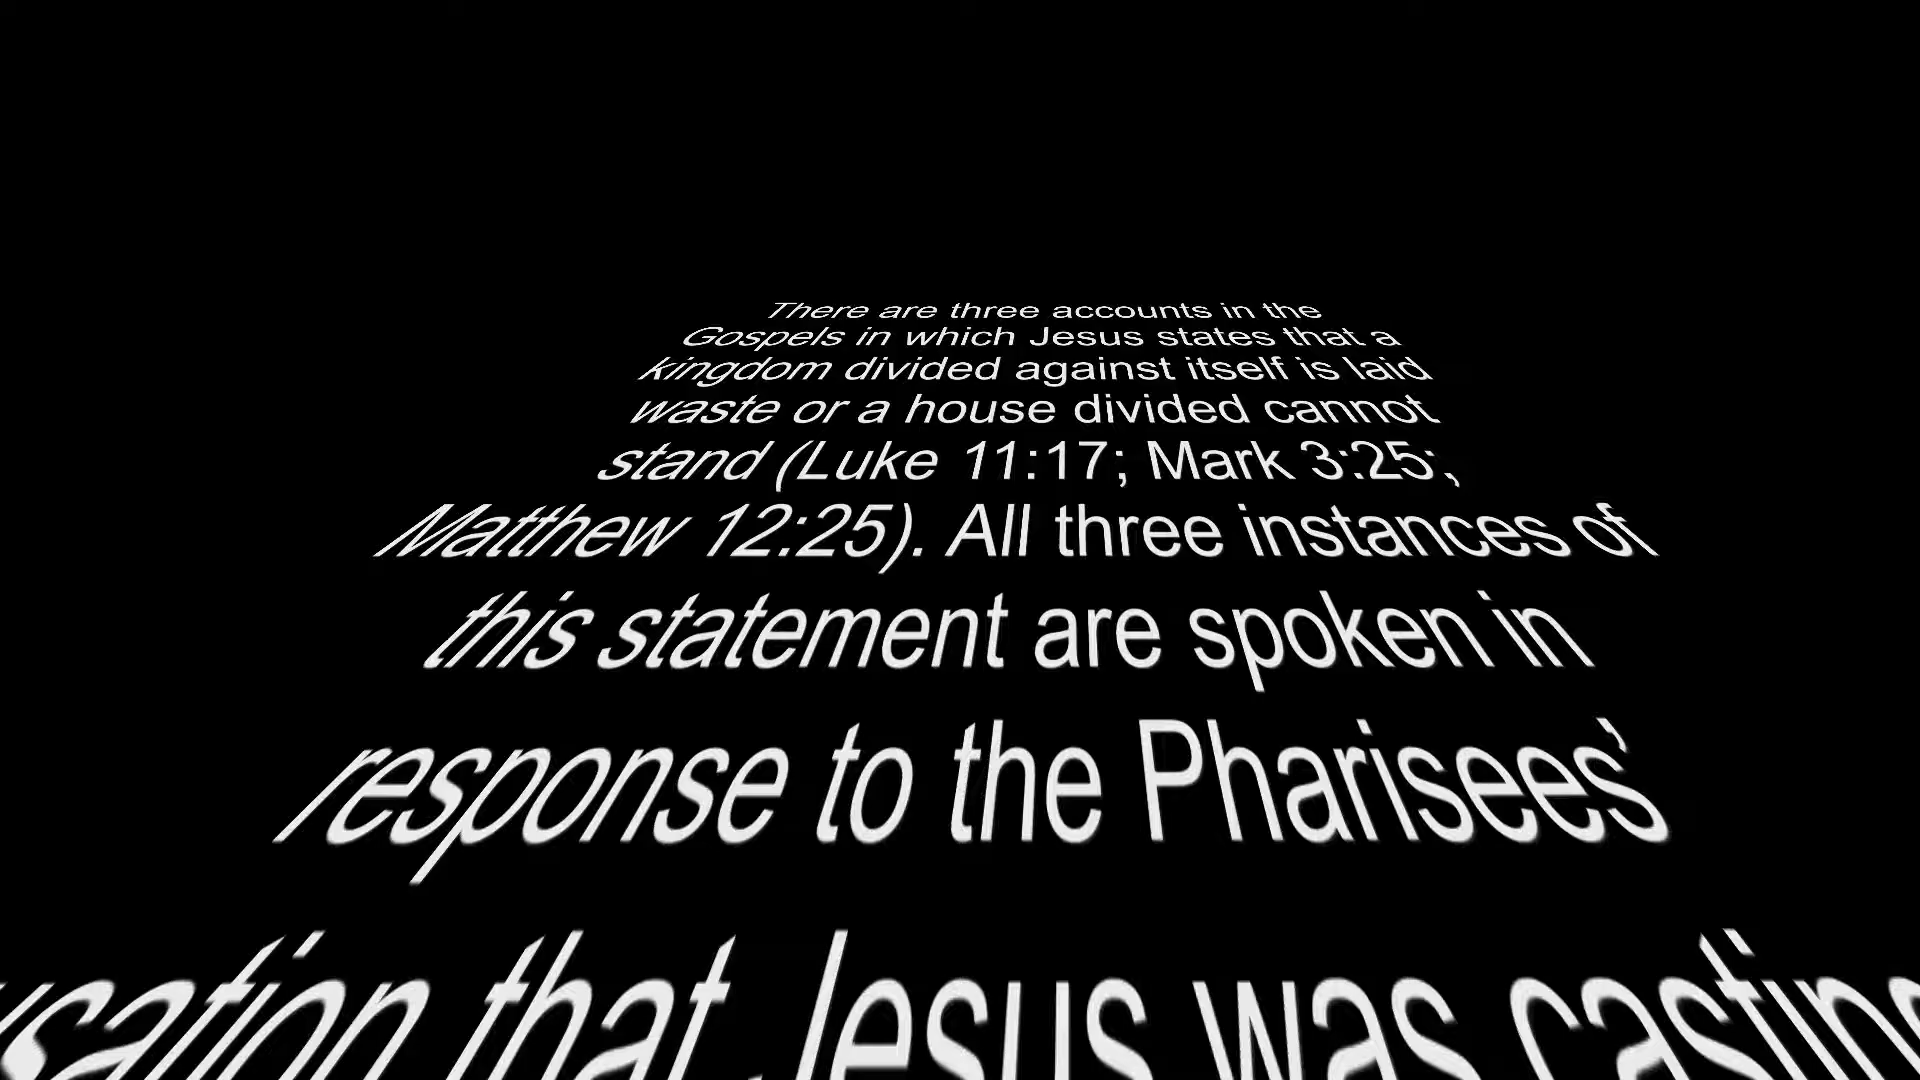 There are three accounts in the
Gospels in which Jesus states that a
kingdom divided against itself is laid
waste or a house divided cannot
stand (Luke 11:17; Mark 3:25;,
Matthew 12:25). All three instances of
this statement are spoken in
response to the Pharisees’
that Jesus was